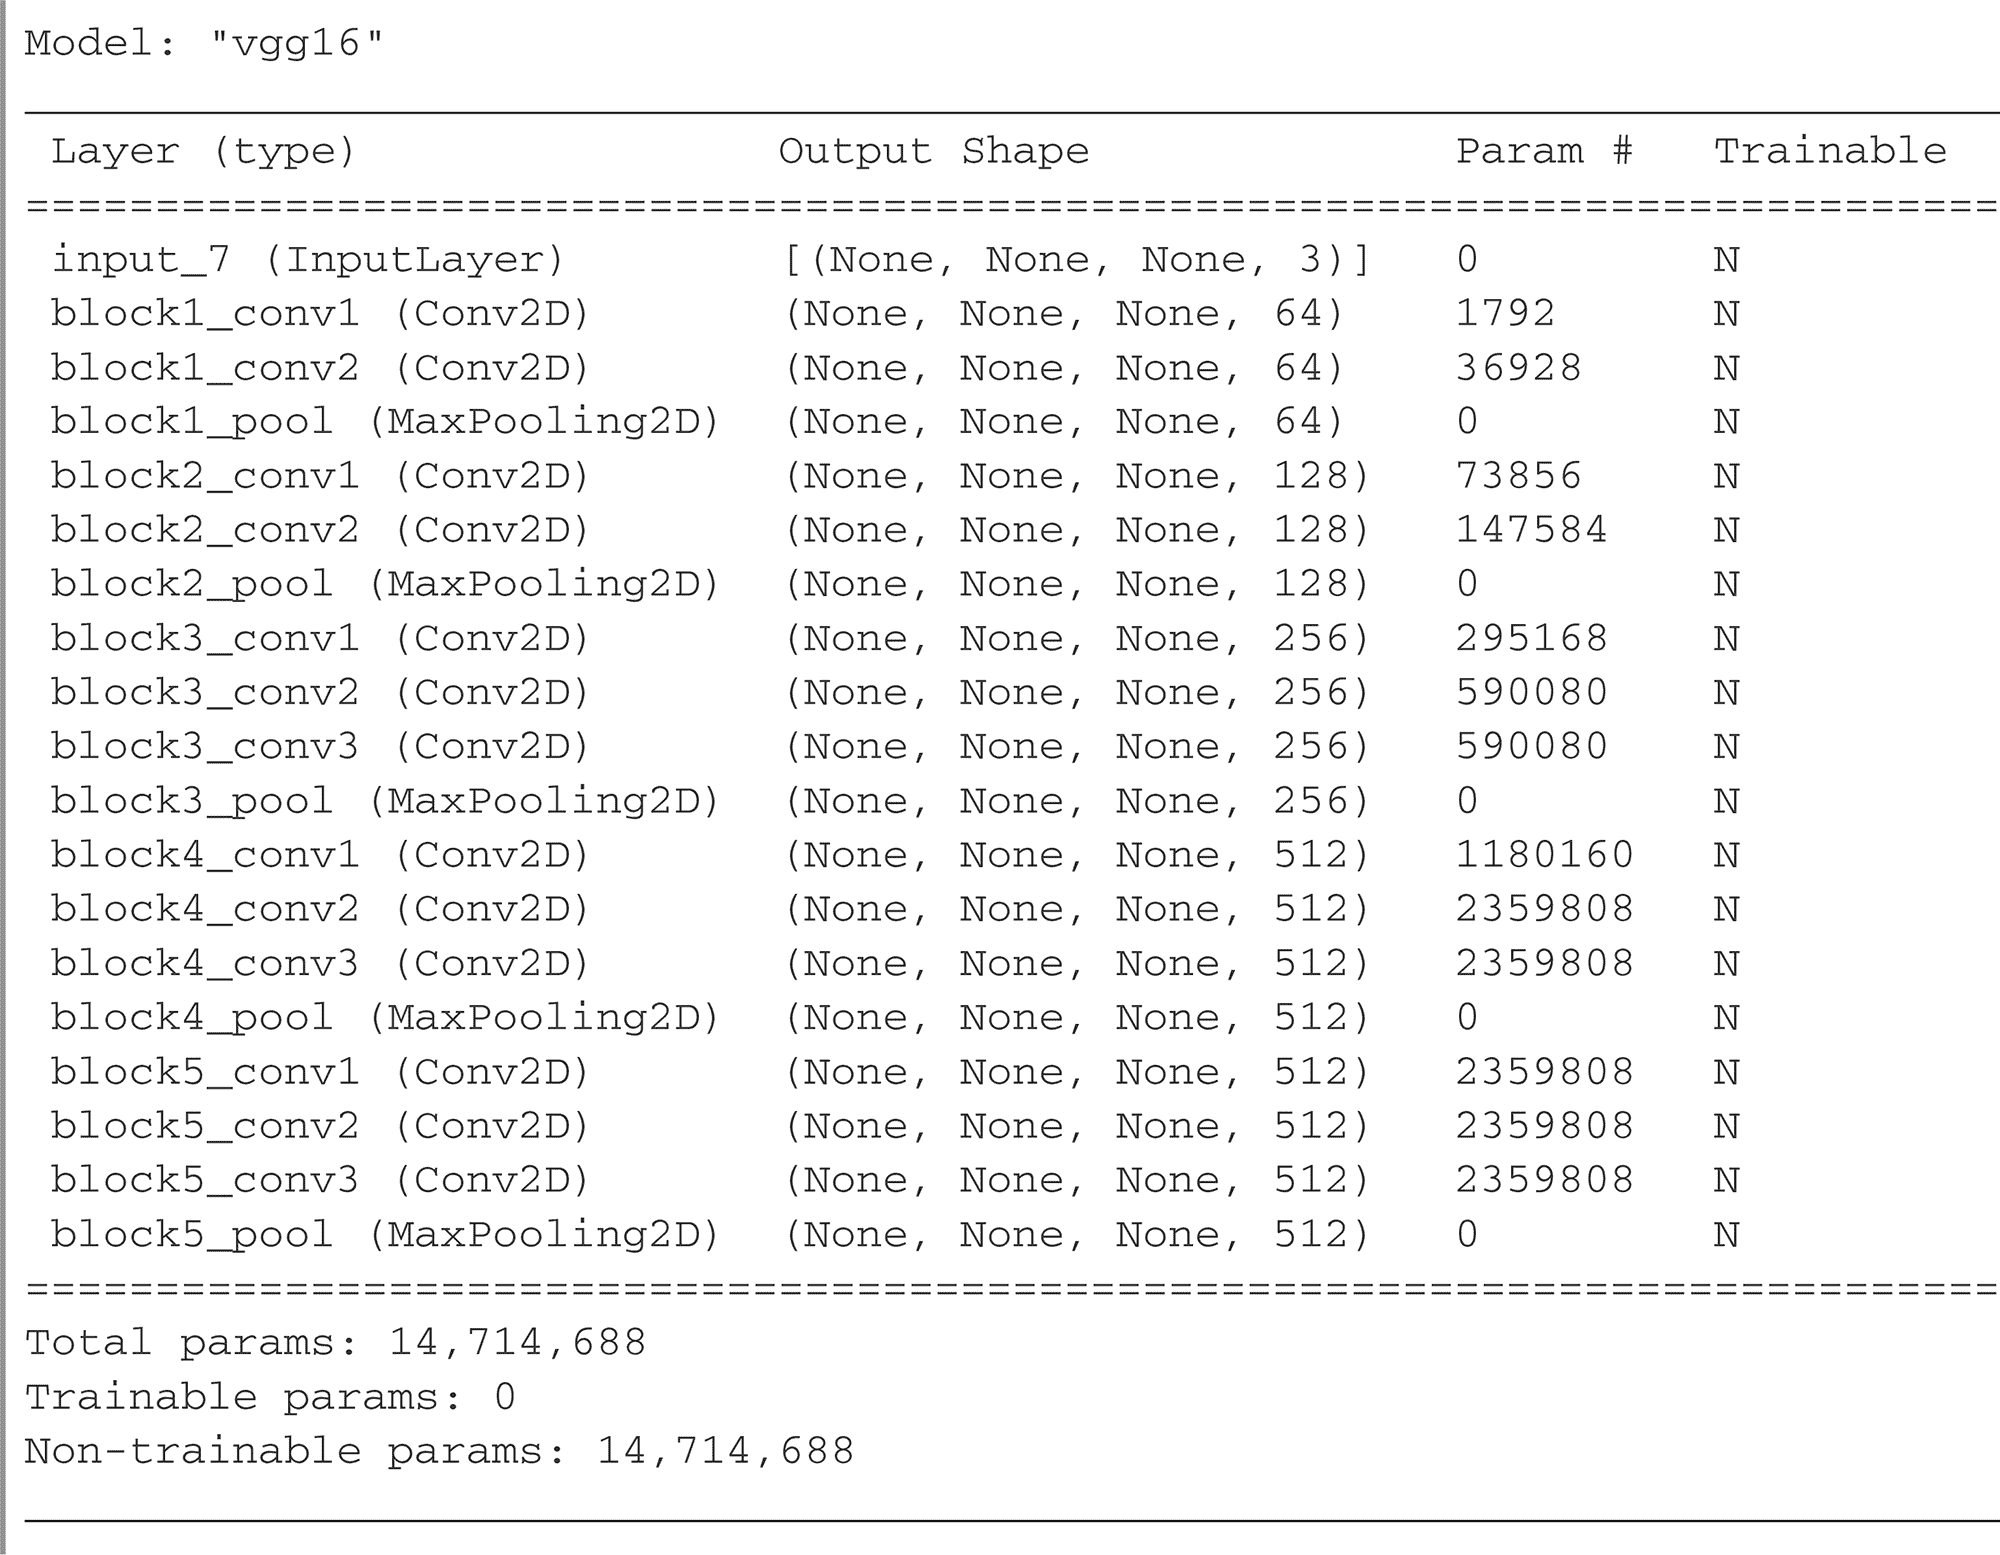 Model: "vgg16"
Layer (type) Output Shape Param # Trainable
================================================================================
input_7 (InputLayer) [(None, None, None, 3)] 0 N
block1_conv1 (Conv2D) (None, None, None, 64) 1792 N
block1_conv2 (Conv2D) (None, None, None, 64) 36928 N
block1_pool (MaxPooling2D) (None, None, None, 64) 0 N
block2_conv1 (Conv2D) (None, None, None, 128) 73856 N
block2_conv2 (Conv2D) (None, None, None, 128) 147584 N
block2_pool (MaxPooling2D) (None, None, None, 128) 0 N
block3_conv1 (Conv2D) (None, None, None, 256) 295168 N
block3_conv2 (Conv2D) (None, None, None, 256) 590080 N
block3_conv3 (Conv2D) (None, None, None, 256) 590080 N
block3_pool (MaxPooling2D) (None, None, None, 256) 0 N
block4_conv1 (Conv2D) (None, None, None, 512) 1180160 N
block4_conv2 (Conv2D) (None, None, None, 512) 2359808 N
block4_conv3 (Conv2D) (None, None, None, 512) 2359808 N
block4_pool (MaxPooling2D) (None, None, None, 512) 0 N
block5_conv1 (Conv2D) (None, None, None, 512) 2359808 N
block5_conv2 (Conv2D) (None, None, None, 512) 2359808 N
block5_conv3 (Conv2D) (None, None, None, 512) 2359808 N
block5_pool (MaxPooling2D) (None, None, None, 512) 0 N
================================================================================
Total params: 14,714,688
Trainable params: 0
Non-trainable params: 14,714,688